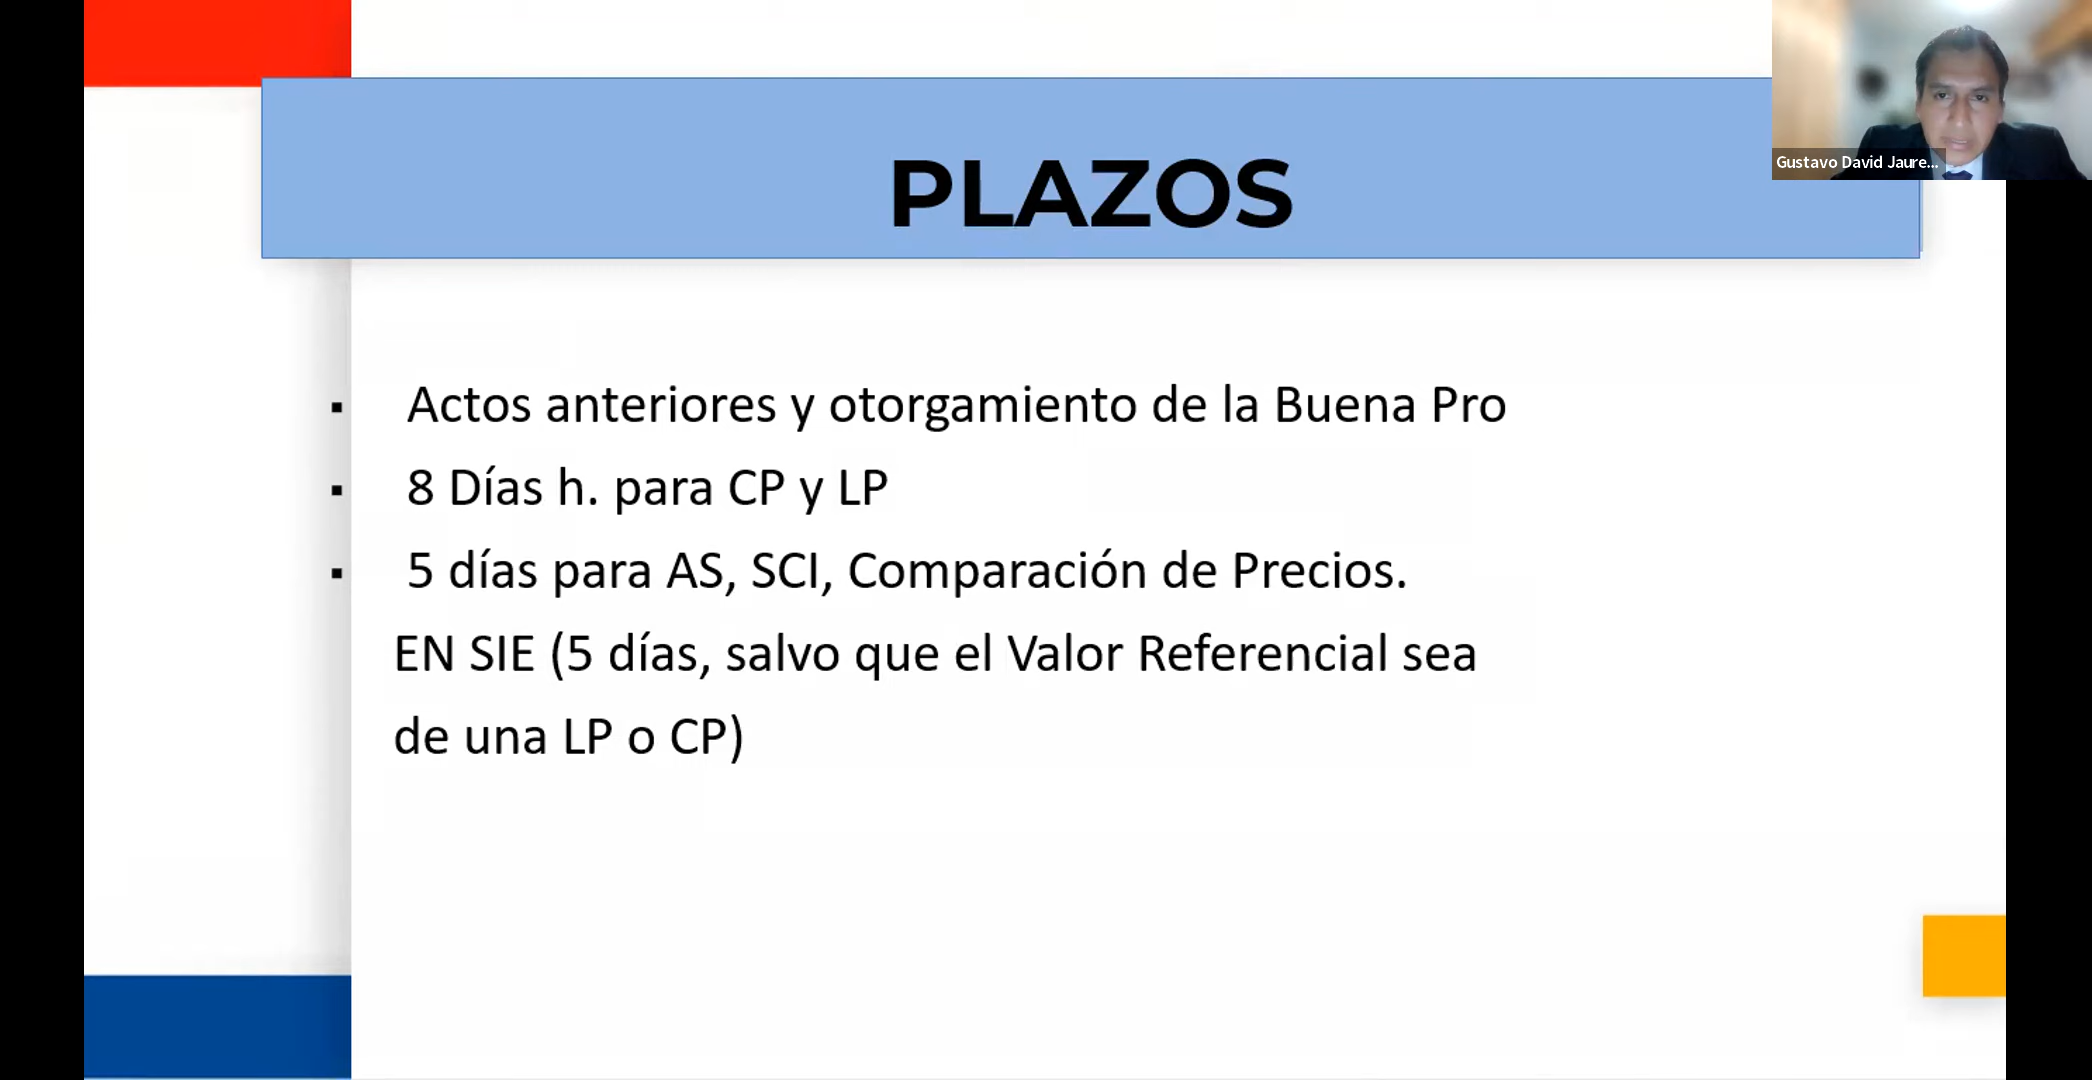 Gustavo David Jaure...
PLAZOS
▪ Actos anteriores y otorgamiento de la Buena Pro
▪ 8 Días h. para CP y LP
▪ 5 días para AS, SCI, Comparación de Precios.
EN SIE (5 días, salvo que el Valor Referencial sea
de una LP o CP)